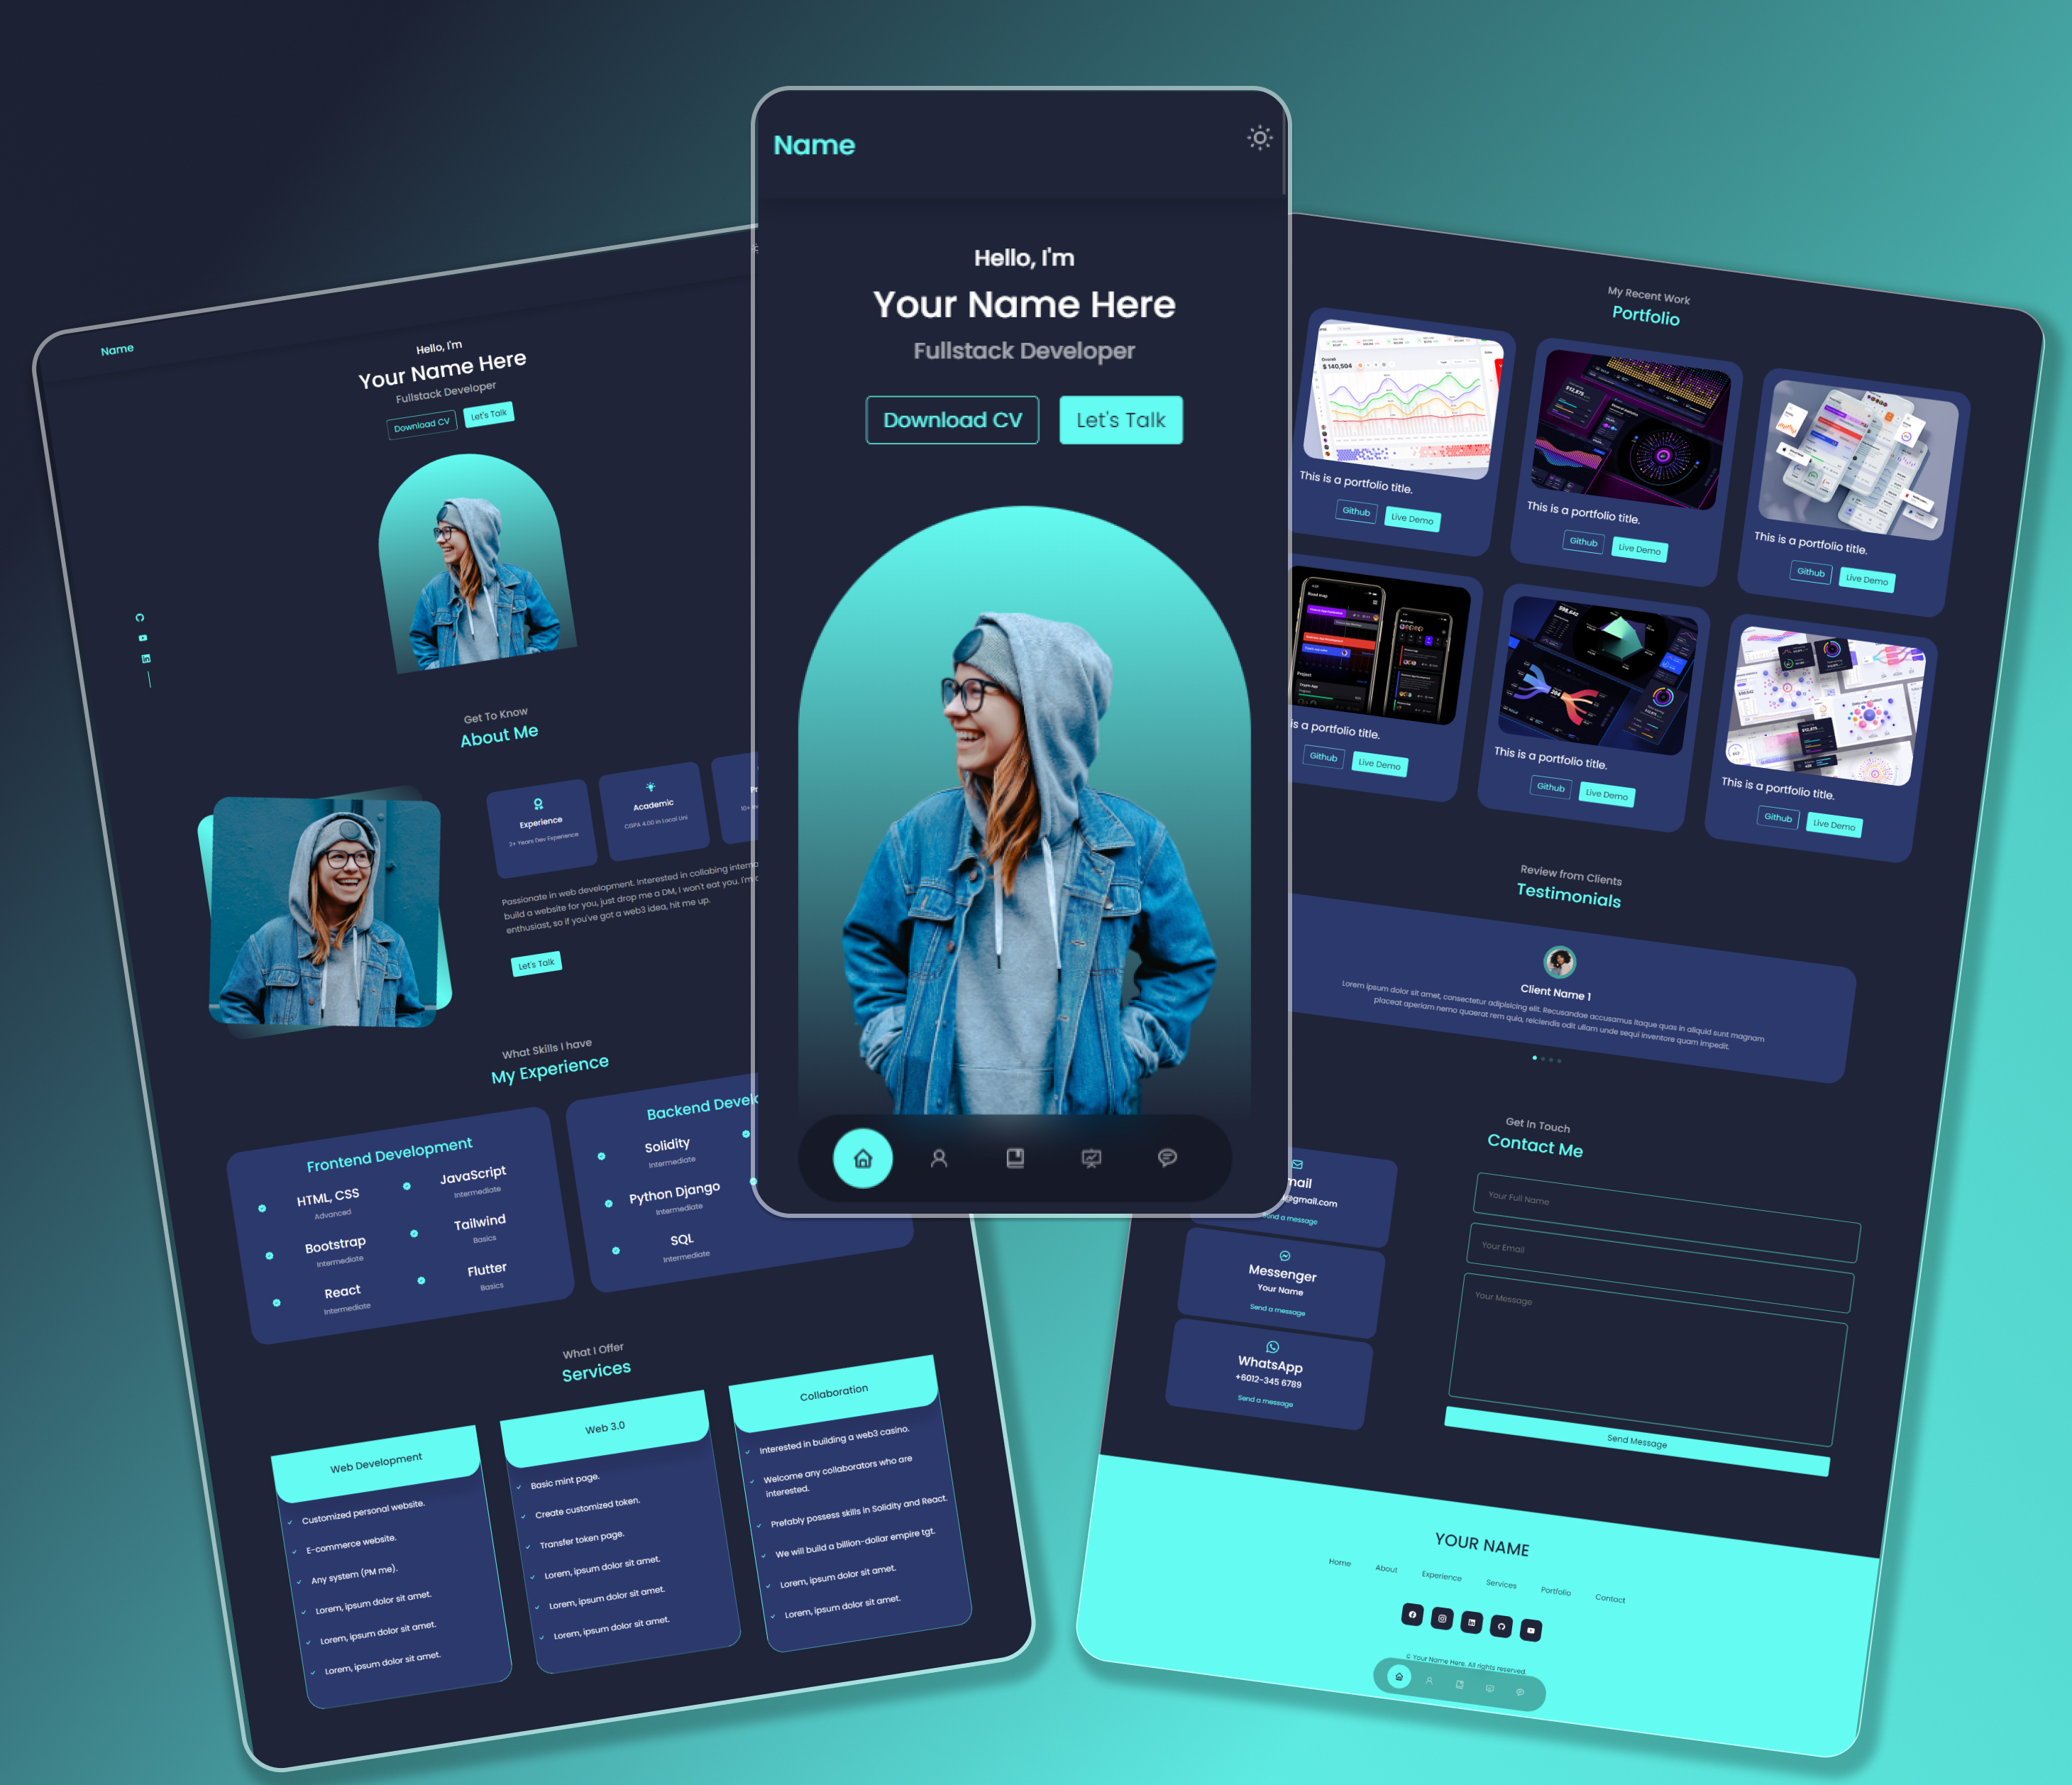 Name
Hello, I'm
Your Name Here
Fullstack Developer
Download CV
Let's Talk
Get To Know
About Me
Experience
3+ Years Dev Experience
Academic
CGPA 4.00 in Local Uni
Passionate in web development. Interested in collabing
build a website for you, just drop me a DM, I won't eat you.
enthusiast, so if you've got a web3 idea, hit me up.
Let's Talk
What Skills I have
My Experience
Frontend Development
HTML, CSS
Advanced
JavaScript
Intermediate
Bootstrap
Intermediate
Tailwind
Basics
React
Intermediate
Flutter
Basics
Backend
Solidity
Intermediate
Python Django
Intermediate
SQL
Intermediate
What I Offer
Services
Web Development
Customized personal website.
E-commerce website.
Any system (PM me).
Lorem, ipsum dolor sit amet.
Lorem, ipsum dolor sit amet.
Lorem, ipsum dolor sit amet.
Web 3.0
Basic mint page.
Create customized token.
Transfer token page.
Lorem, ipsum dolor sit amet.
Lorem, ipsum dolor sit amet.
Lorem, ipsum dolor sit amet.
Collaboration
Interested in building a web3 casino.
Welcome any collaborators who are
interested.
Prefably possess skills in Solidity and React.
We will build a billion-dollar empire tgt.
Lorem, ipsum dolor sit amet.
Lorem, ipsum dolor sit amet.
Name
Hello, I'm
Your Name Here
Fullstack Developer
Download CV
Let's Talk
My Recent Work
Portfolio
Overall
$140,504
This is a portfolio title.
Github
Live Demo
This is a portfolio title.
Github
Live Demo
This is a portfolio title.
Github
Live Demo
Road map
Project
is a portfolio title.
Github
Live Demo
This is a portfolio title.
Github
Live Demo
This is a portfolio title.
Github
Live Demo
Review from Clients
Testimonials
Client Name 1
Lorem ipsum dolor sit amet, consectetur adipisicing elit. Recusandae accusamus itaque quas in aliquid sunt magnam
placeat aperiam nemo quaerat rem quia, reiciendis odit ullam unde sequi inventore quam impedit.
Get In Touch
Contact Me
mail
@gmail.com
Send a message
Messenger
Your Name
Send a message
WhatsApp
+6012-345 6789
Send a message
Your Full Name
Your Email
Your Message
Send Message
YOUR NAME
Home
About
Experience
Services
Portfolio
Contact
© Your Name Here. All rights reserved